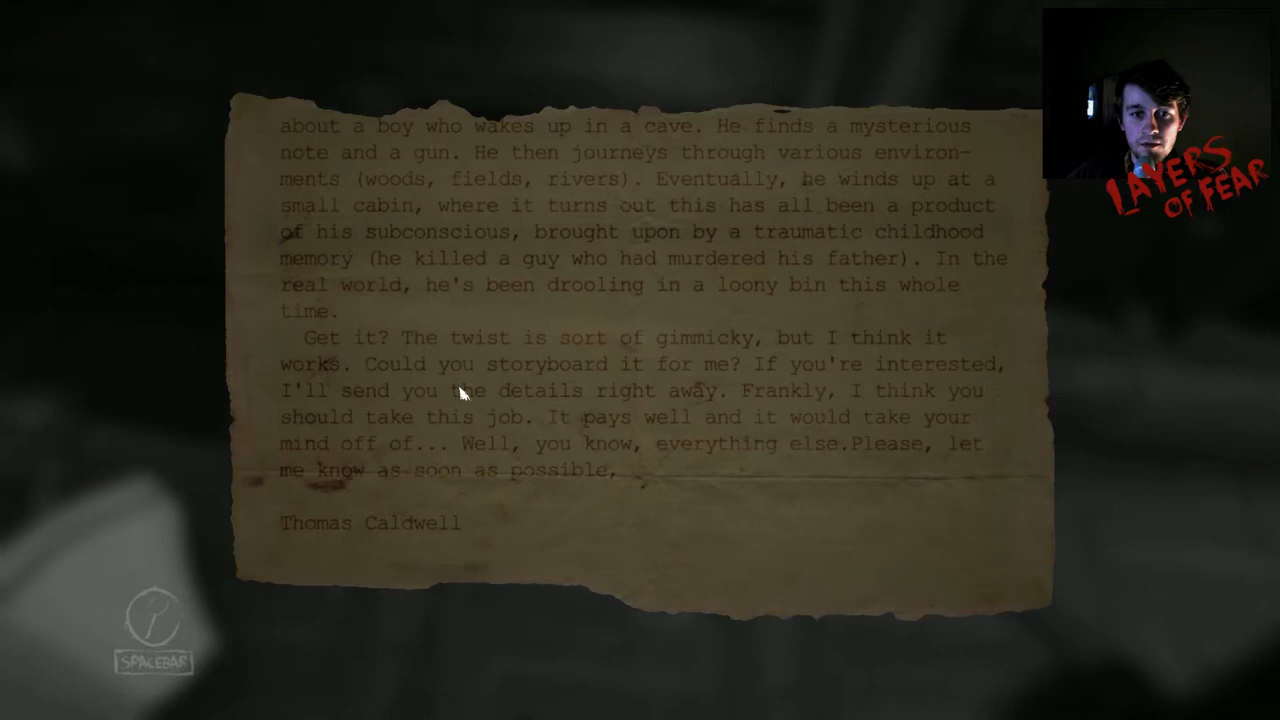 about a boy who wakes up in a cave. He finds a mysterious
note and a gun. He then journeys through various environ-
ments (woods, fields, rivers). Eventually, he winds up at a
small cabin, where it turns out this has all been a product
of his subconscious, brought upon by a traumatic childhood
memory (he killed a guy who had murdered his father). In the
real world, he's been drooling in a loony bin this whole
time.
Get it? The twist is sort of gimmicky, but I think it
works. Could you storyboard it for me? If you're interested,
I'll send you the details right away. Frankly, I think you
should take this job. It pays well and it would take your
mind off of... Well, you know, everything else.Please, let
me know as soon as possible,
Thomas Caldwell
LAYERS
OF FEAR
SPACEBAR